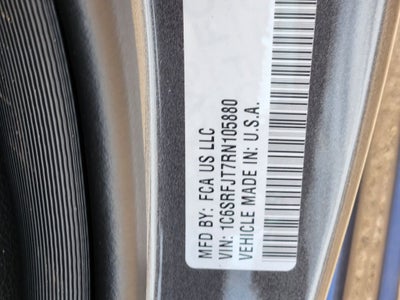 MFD BY: FCA US LLC
VIN: 1C6SRFJT7RN105880
VEHICLE MADE IN: U.S.A.